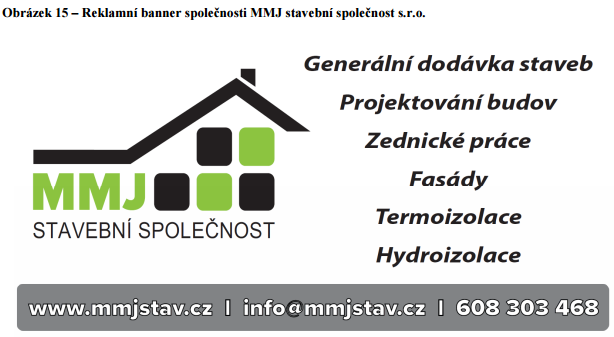 Obrázek 15 – Reklamní banner společnosti MMJ stavební společnost s.r.o.
MMJ
STAVEBNÍ SPOLEČNOST
Generální dodávka staveb
Projektování budov
Zednické práce
Fasády
Termoizolace
Hydroizolace
www.mmjstav.cz I info@mmjstav.cz I 608 303 468